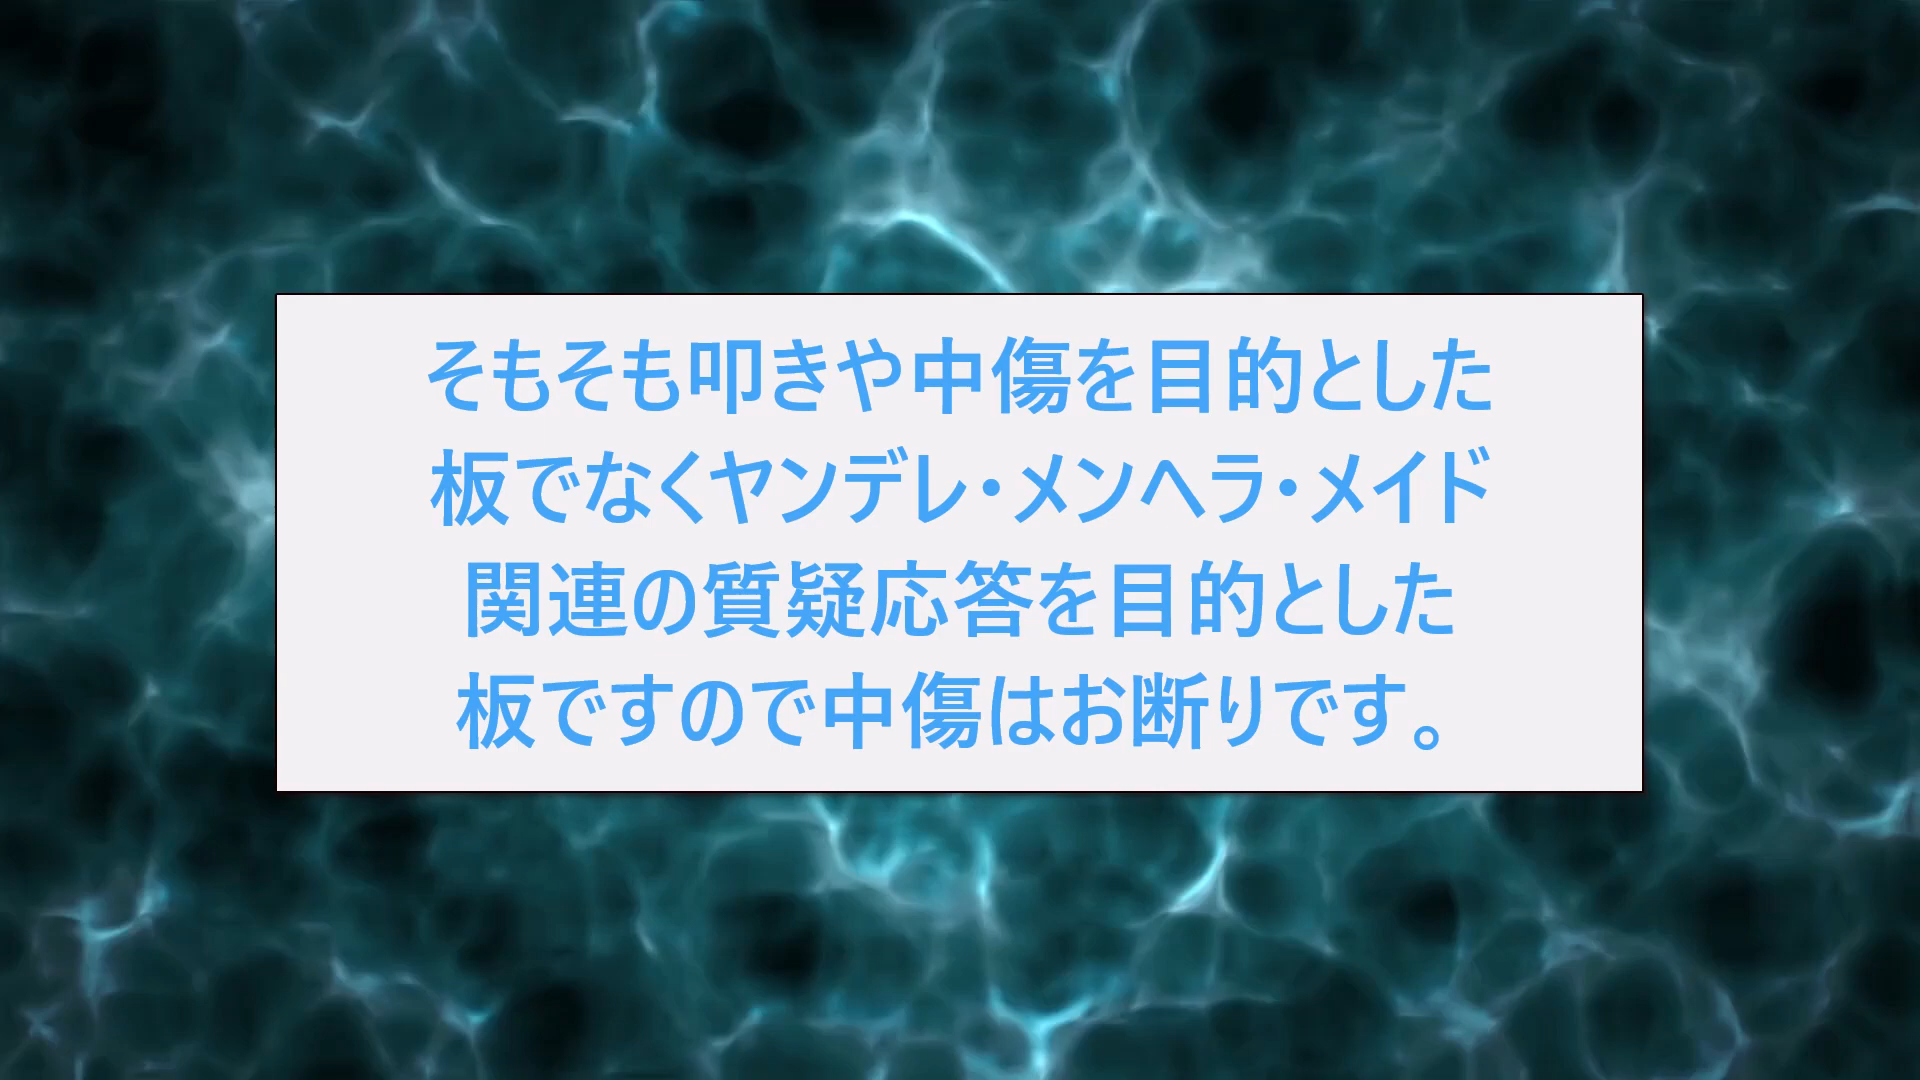 そもそも叩きや中傷を目的とした
板でなくヤンデレ・メンヘラ・メイド
関連の質疑応答を目的とした
板ですので中傷はお断りです。